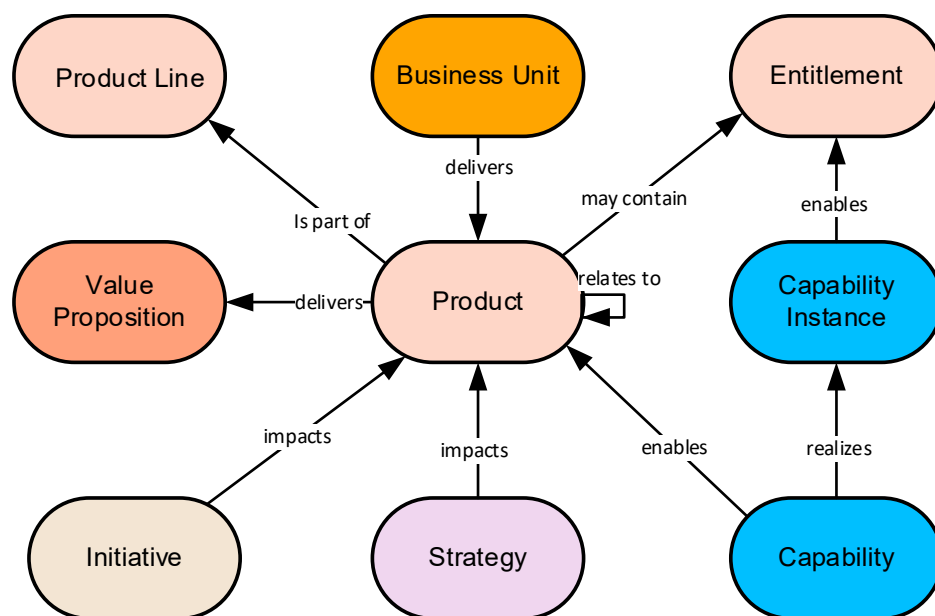 Product Line
Business Unit
Entitlement
delivers
may contain
enables
Is part of
Value
Proposition
delivers
Product
relates to
Capability
Instance
impacts
impacts
enables
realizes
Initiative
Strategy
Capability